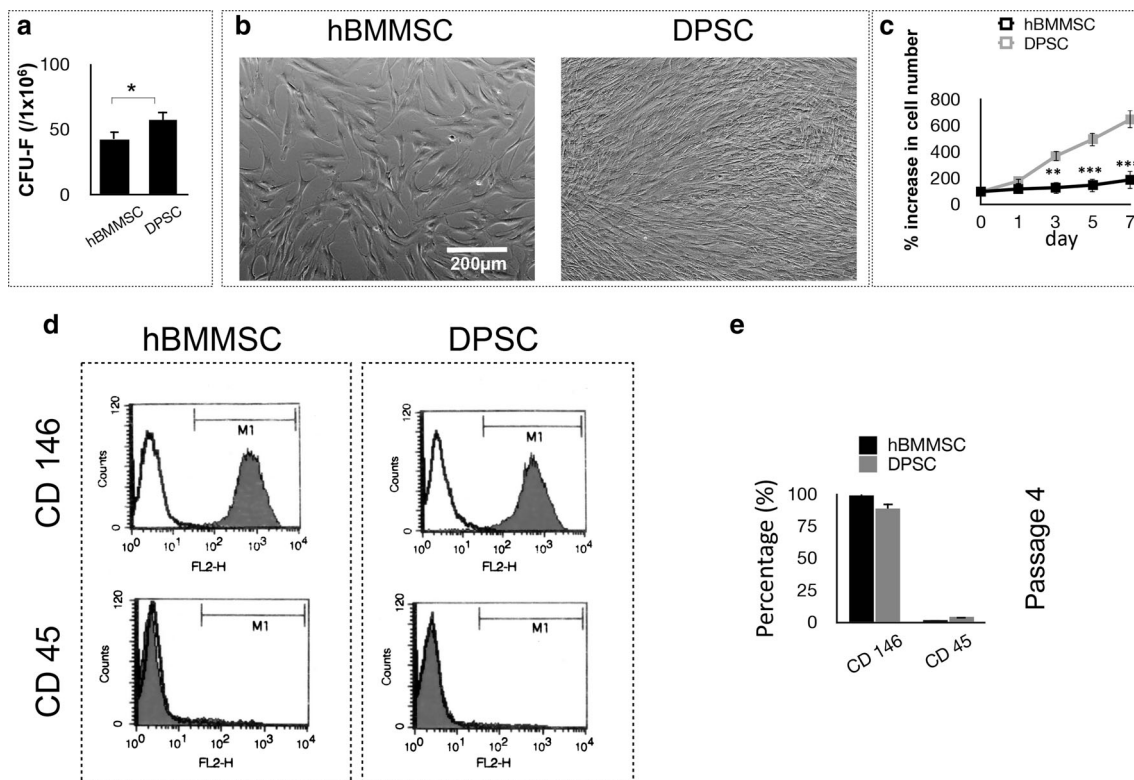 a
CFU-F (/1x10⁶)
100
50
0
*
hBMMSC
DPSC
b
hBMMSC
DPSC
200µm
c
hBMMSC
DPSC
% increase in cell number
800
600
400
200
0
** *** ***
0 1 3 5 7
day
d
hBMMSC
DPSC
CD 146
120
Counts
0
M1
10⁰ 10¹ 10² 10³ 10⁴
FL2-H
120
Counts
0
M1
10⁰ 10¹ 10² 10³ 10⁴
FL2-H
CD 45
120
Counts
0
M1
10⁰ 10¹ 10² 10³ 10⁴
FL2-H
120
Counts
0
M1
10⁰ 10¹ 10² 10³ 10⁴
FL2-H
e
hBMMSC
DPSC
Percentage (%)
100
75
50
25
0
CD 146
CD 45
Passage 4